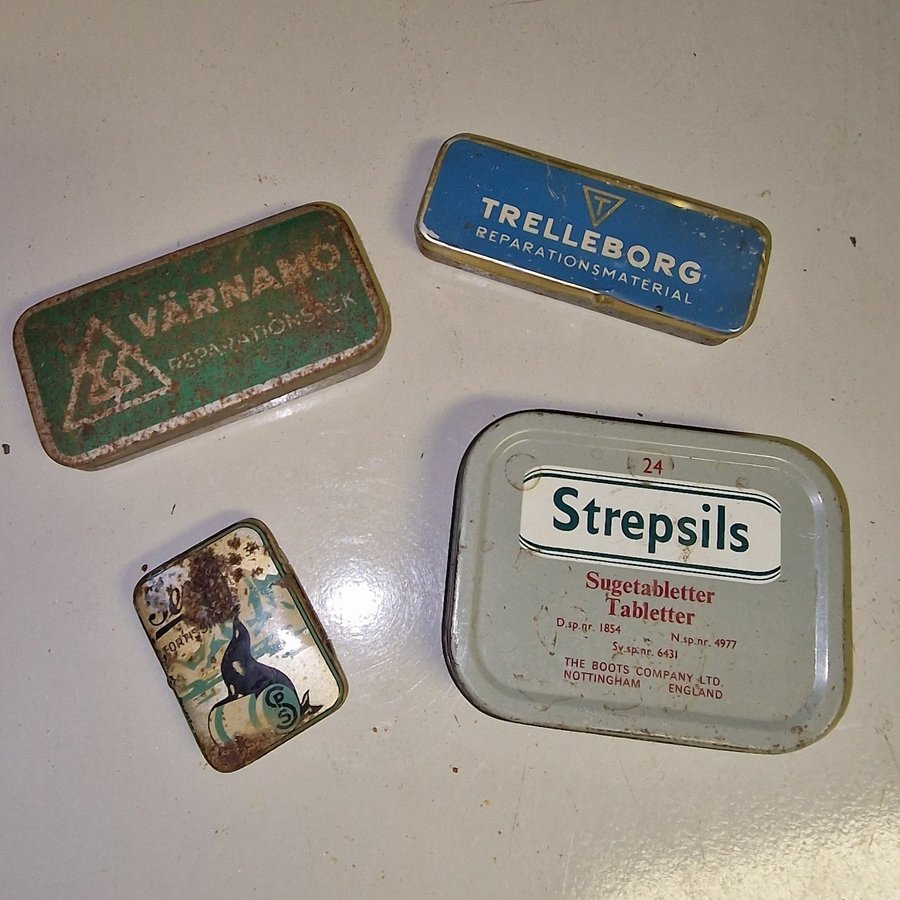 VÄRNAMO
REPARATIONSASK
T
TRELLEBORG
REPARATIONSMATERIAL
24
Strepsils
Sugetabletter
Tabletter
D.sp.nr. 1854 N.sp.nr. 4977
Sv.sp.nr. 6431
THE BOOTS COMPANY LTD.
NOTTINGHAM ENGLAND